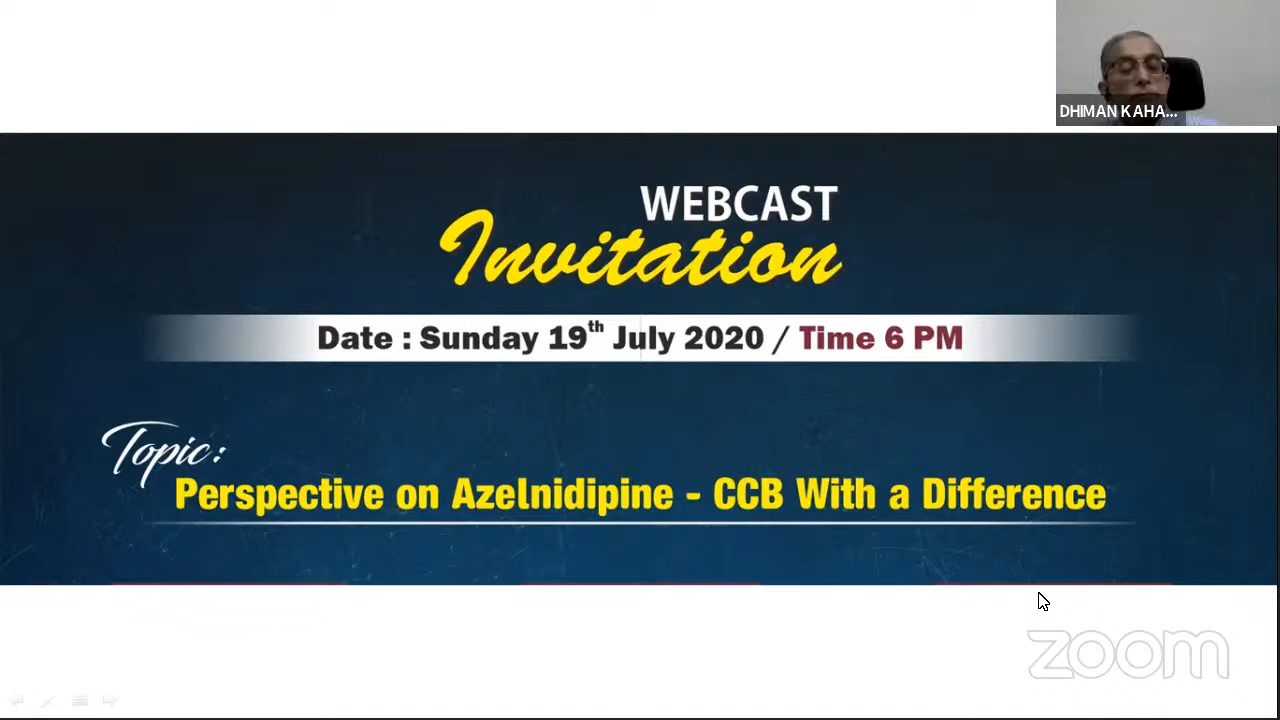 DHIMAN KAHA...
WEBCAST
Invitation
Date : Sunday 19th July 2020 / Time 6 PM
Topic:
Perspective on Azelnidipine - CCB With a Difference
zoom